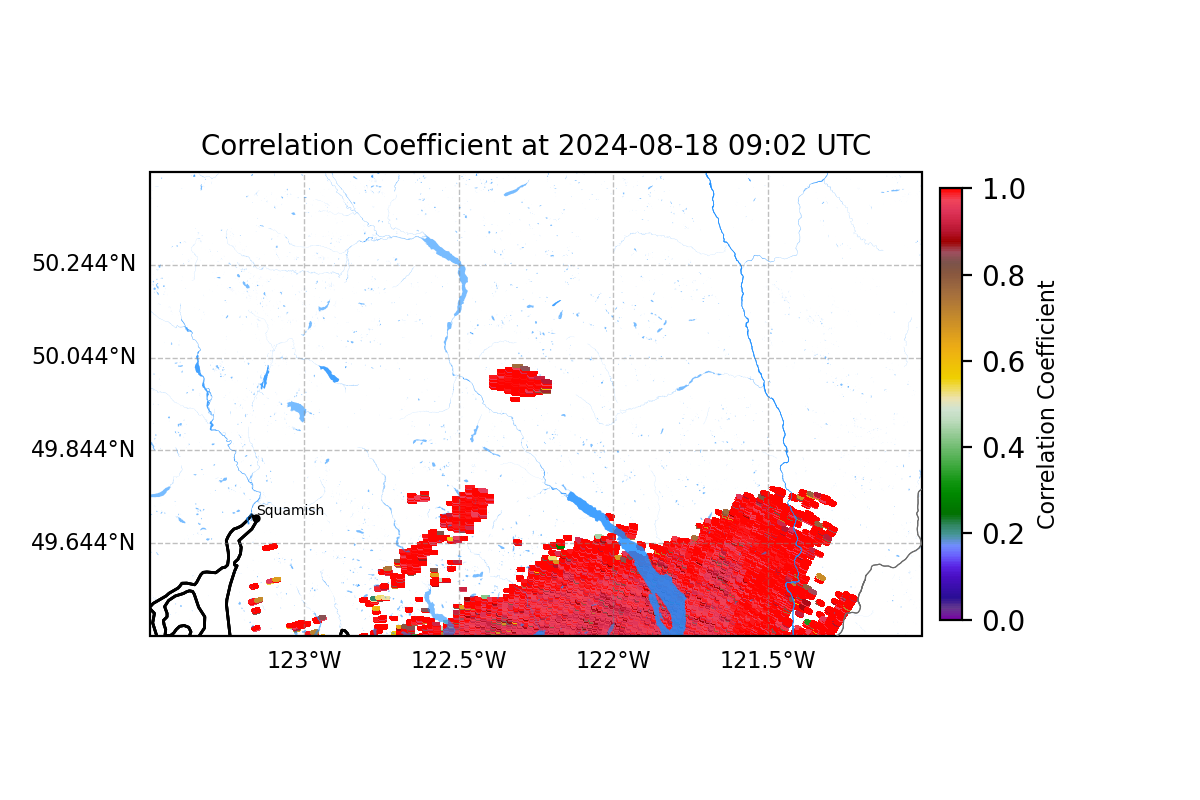 Correlation Coefficient at 2024-08-18 09:02 UTC
50.244°N
50.044°N
49.844°N
49.644°N
Squamish
123°W
122.5°W
122°W
121.5°W
1.0
0.8
0.6
0.4
0.2
0.0
Correlation Coefficient